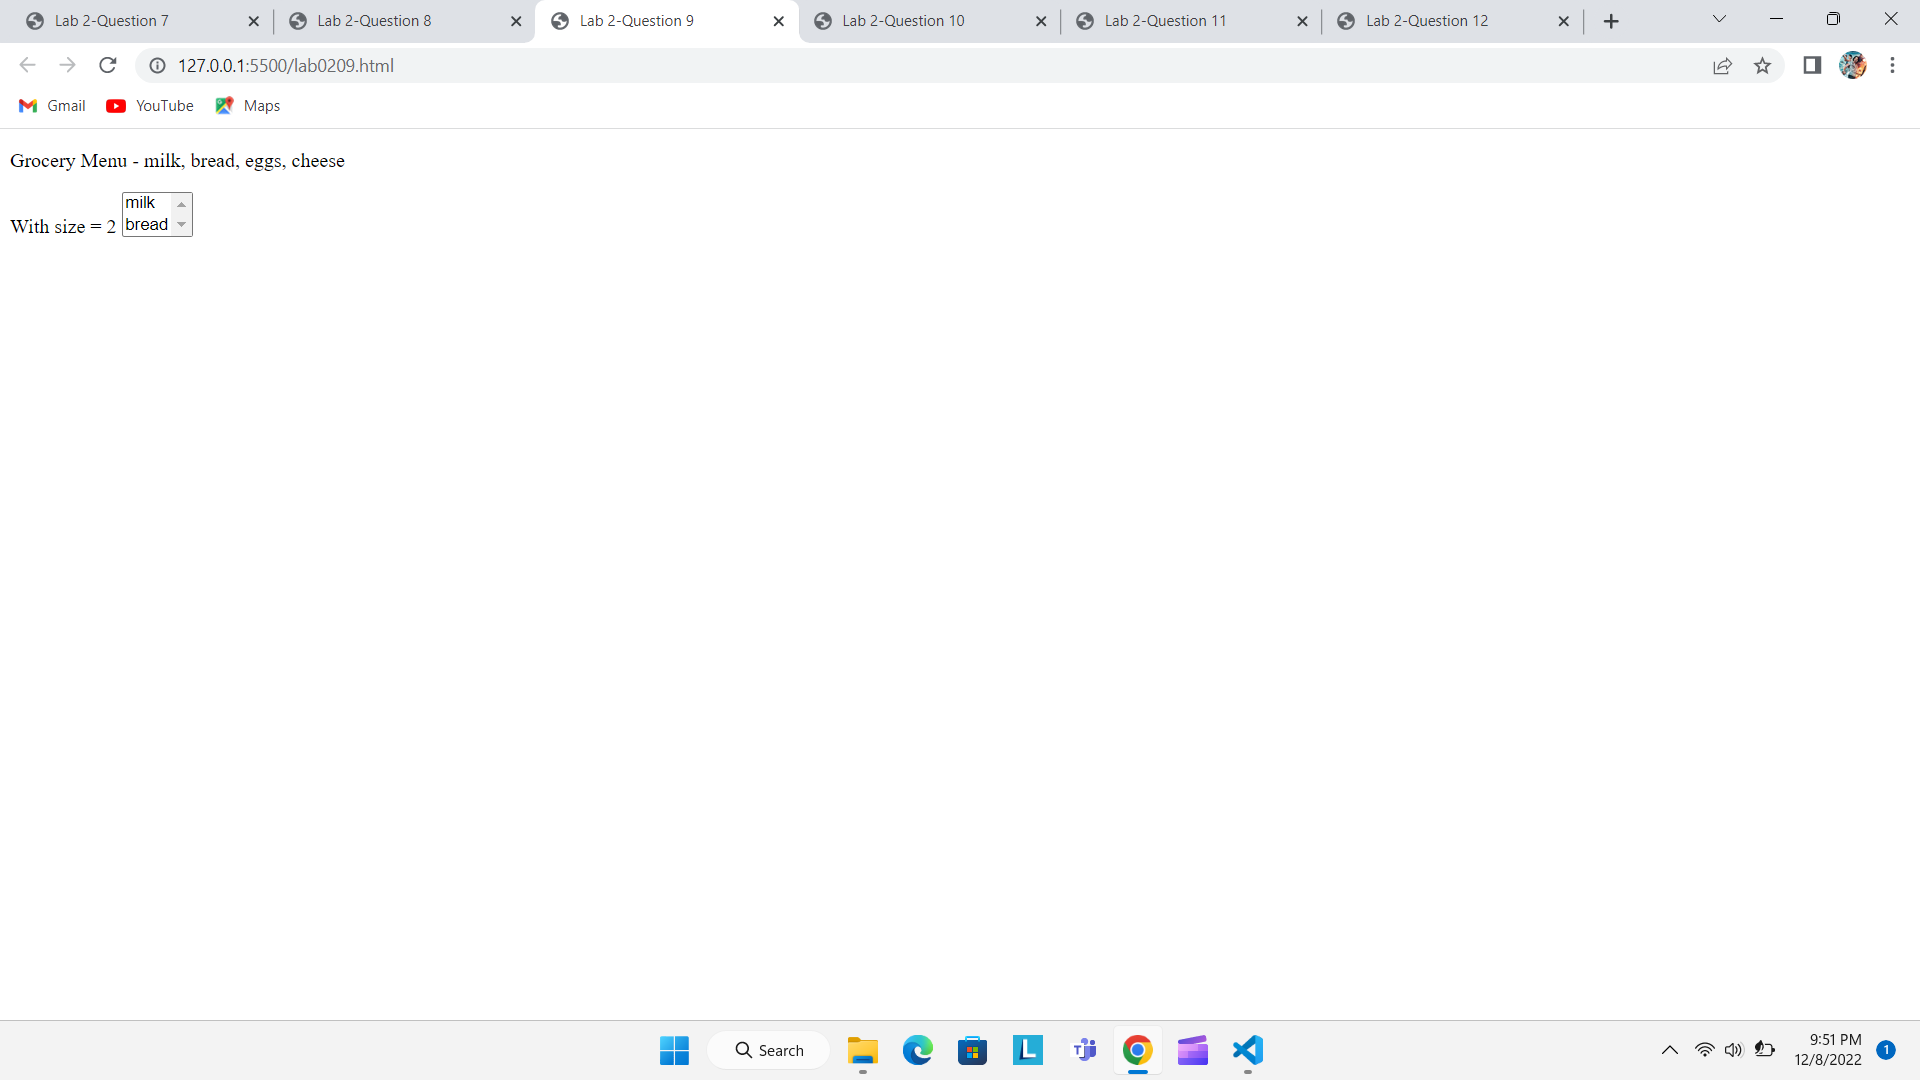 Lab 2-Question 7
Lab 2-Question 8
Lab 2-Question 9
Lab 2-Question 10
Lab 2-Question 11
Lab 2-Question 12
127.0.0.1:5500/lab0209.html
Gmail
YouTube
Maps
Grocery Menu - milk, bread, eggs, cheese
With size = 2
milk
bread
Search
9:51 PM
12/8/2022
1